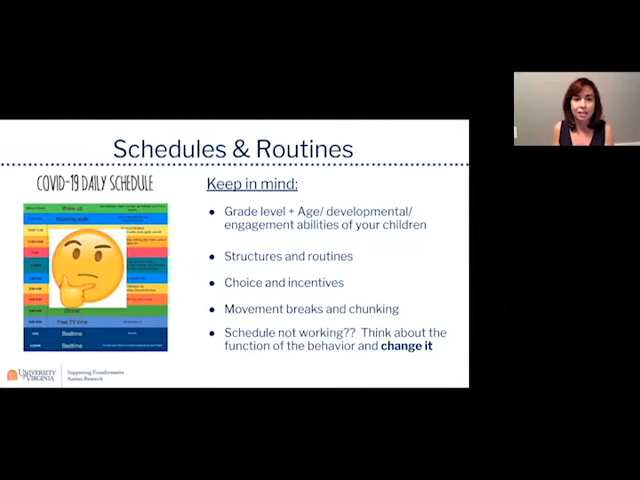 Schedules & Routines
COVID-19 DAILY SCHEDULE
Wake up
Morning walk
Dinner
Free TV time
Bedtime
Bedtime
Keep in mind:
● Grade level + Age/ developmental/
engagement abilities of your children
● Structures and routines
● Choice and incentives
● Movement breaks and chunking
● Schedule not working?? Think about the
function of the behavior and change it
UNIVERSITY
of VIRGINIA
Supporting Transformative
Autism Research